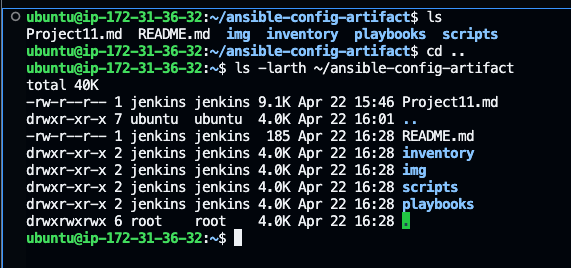 ubuntu@ip-172-31-36-32:~/ansible-config-artifact$ ls
Project11.md  README.md  img  inventory  playbooks  scripts
ubuntu@ip-172-31-36-32:~/ansible-config-artifact$ cd ..
ubuntu@ip-172-31-36-32:~$ ls -larth ~/ansible-config-artifact
total 40K
-rw-r--r-- 1 jenkins jenkins 9.1K Apr 22 15:46 Project11.md
drwxr-xr-x 7 ubuntu  ubuntu  4.0K Apr 22 16:01 ..
-rw-r--r-- 1 jenkins jenkins  185 Apr 22 16:28 README.md
drwxr-xr-x 2 jenkins jenkins 4.0K Apr 22 16:28 inventory
drwxr-xr-x 2 jenkins jenkins 4.0K Apr 22 16:28 img
drwxr-xr-x 2 jenkins jenkins 4.0K Apr 22 16:28 scripts
drwxr-xr-x 2 jenkins jenkins 4.0K Apr 22 16:28 playbooks
drwxrwxrwx 6 root    root    4.0K Apr 22 16:28 .
ubuntu@ip-172-31-36-32:~$